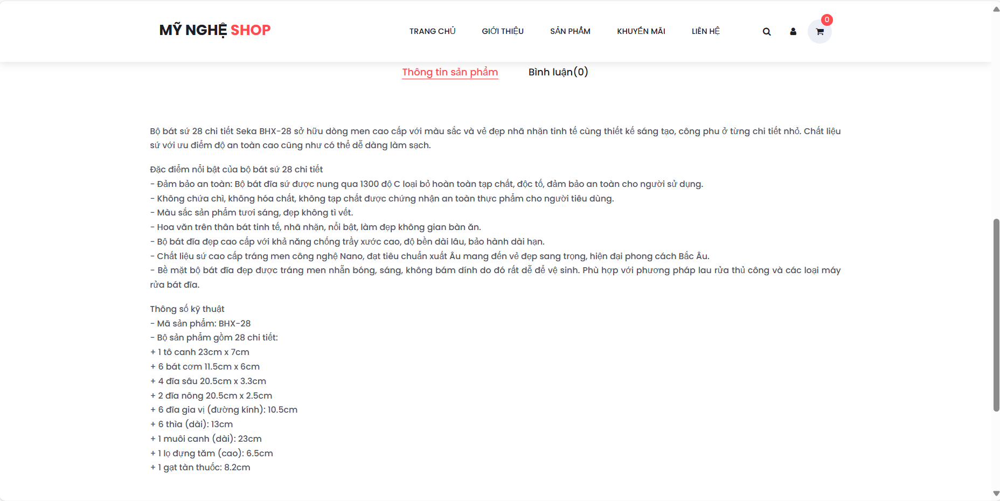 MỸ NGHỆ SHOP
TRANG CHỦ GIỚI THIỆU SẢN PHẨM KHUYẾN MÃI LIÊN HỆ 0
Thông tin sản phẩm Bình luận(0)
Bộ bát sứ 28 chi tiết Seka BHX-28 sở hữu dòng men cao cấp với màu sắc và vẻ đẹp nhã nhặn tinh tế cùng thiết kế sáng tạo, công phu ở từng chi tiết nhỏ. Chất liệu
sứ với ưu điểm độ an toàn cao cũng như có thể dễ dàng làm sạch.
Đặc điểm nổi bật của bộ bát sứ 28 chi tiết
- Đảm bảo an toàn: Bộ bát đĩa sứ được nung qua 1300 độ C loại bỏ hoàn toàn tạp chất, độc tố, đảm bảo an toàn cho người sử dụng.
- Không chứa chì, không hóa chất, không tạp chất được chứng nhận an toàn thực phẩm cho người tiêu dùng.
- Màu sắc sản phẩm tươi sáng, đẹp không tì vết.
- Hoa văn trên thân bát tinh tế, nhã nhặn, nổi bật, làm đẹp không gian bàn ăn.
- Bộ bát đĩa đẹp cao cấp với khả năng chống trầy xước cao, độ bền dài lâu, bảo hành dài hạn.
- Chất liệu sứ cao cấp tráng men công nghệ Nano, đạt tiêu chuẩn xuất Âu mang đến vẻ đẹp sang trọng, hiện đại phong cách Bắc Âu.
- Bề mặt bộ bát đĩa đẹp được tráng men nhẵn bóng, sáng, không bám dính do đó rất dễ để vệ sinh. Phù hợp với phương pháp lau rửa thủ công và các loại máy
rửa bát đĩa.
Thông số kỹ thuật
- Mã sản phẩm: BHX-28
- Bộ sản phẩm gồm 28 chi tiết:
+ 1 tô canh 23cm x 7cm
+ 6 bát cơm 11.5cm x 6cm
+ 4 đĩa sâu 20.5cm x 3.3cm
+ 2 đĩa nông 20.5cm x 2.5cm
+ 6 đĩa gia vị (đường kính): 10.5cm
+ 6 thìa (dài): 13cm
+ 1 muôi canh (dài): 23cm
+ 1 lọ đựng tăm (cao): 6.5cm
+ 1 gạt tàn thuốc: 8.2cm